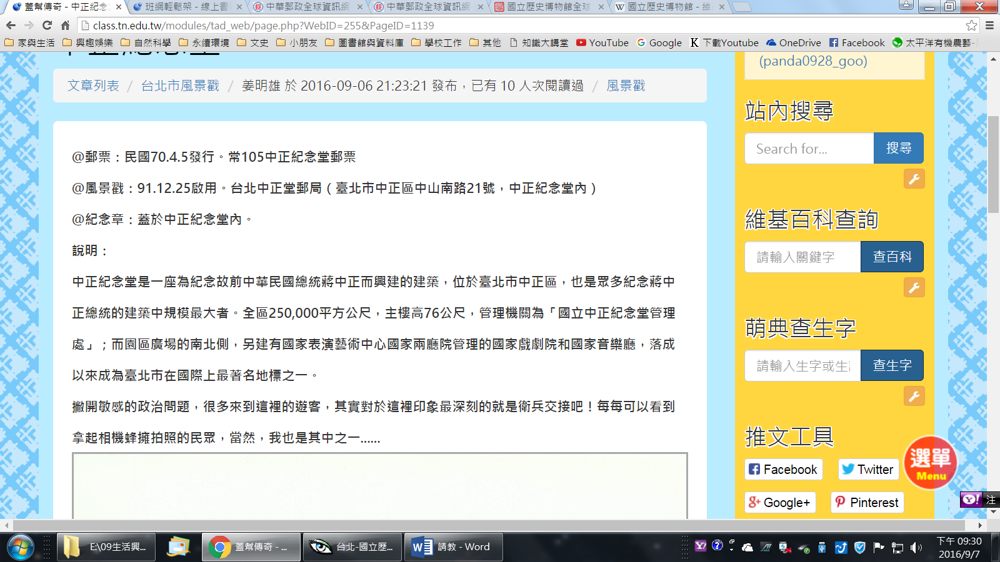 蓋幫傳奇 - 中正紀念
班網輕鬆架 - 線上書
中華郵政全球資訊網
中華郵政全球資訊網
國立歷史博物館全球
國立歷史博物館 - 維
class.tn.edu.tw/modules/tad_web/page.php?WebID=255&PageID=1139
家與生活 興趣娛樂 自然科學 永續環境 文史 小朋友 圖書館與資料庫 學校工作 其他 知識大講堂 YouTube Google 下載Youtube OneDrive Facebook 太平洋有機農藝-
文章列表 / 台北市風景戳 / 姜明雄 於 2016-09-06 21:23:21 發布，已有 10 人次閱讀過 / 風景戳
@郵票：民國70.4.5發行。常105中正紀念堂郵票
@風景戳：91.12.25啟用。台北中正堂郵局（臺北市中正區中山南路21號，中正紀念堂內）
@紀念章：蓋於中正紀念堂內。
說明：
中正紀念堂是一座為紀念故前中華民國總統蔣中正而興建的建築，位於臺北市中正區，也是眾多紀念蔣中
正總統的建築中規模最大者。全區250,000平方公尺，主樓高76公尺，管理機關為「國立中正紀念堂管理
處」；而園區廣場的南北側，另建有國家表演藝術中心國家兩廳院管理的國家戲劇院和國家音樂廳，落成
以來成為臺北市在國際上最著名地標之一。
撇開敏感的政治問題，很多來到這裡的遊客，其實對於這裡印象最深刻的就是衛兵交接吧！每每可以看到
拿起相機蜂擁拍照的民眾，當然，我也是其中之一......
(panda0928_goo)
站內搜尋
Search for... 搜尋
維基百科查詢
請輸入關鍵字 查百科
萌典查生字
請輸入生字或生 查生字
推文工具
Facebook Twitter
Google+ Pinterest
選單
Menu
Y! 注
E:\09生活興... 蓋幫傳奇 - ... 台北-國立歷... 請教 - Word
下午 09:30
2016/9/7